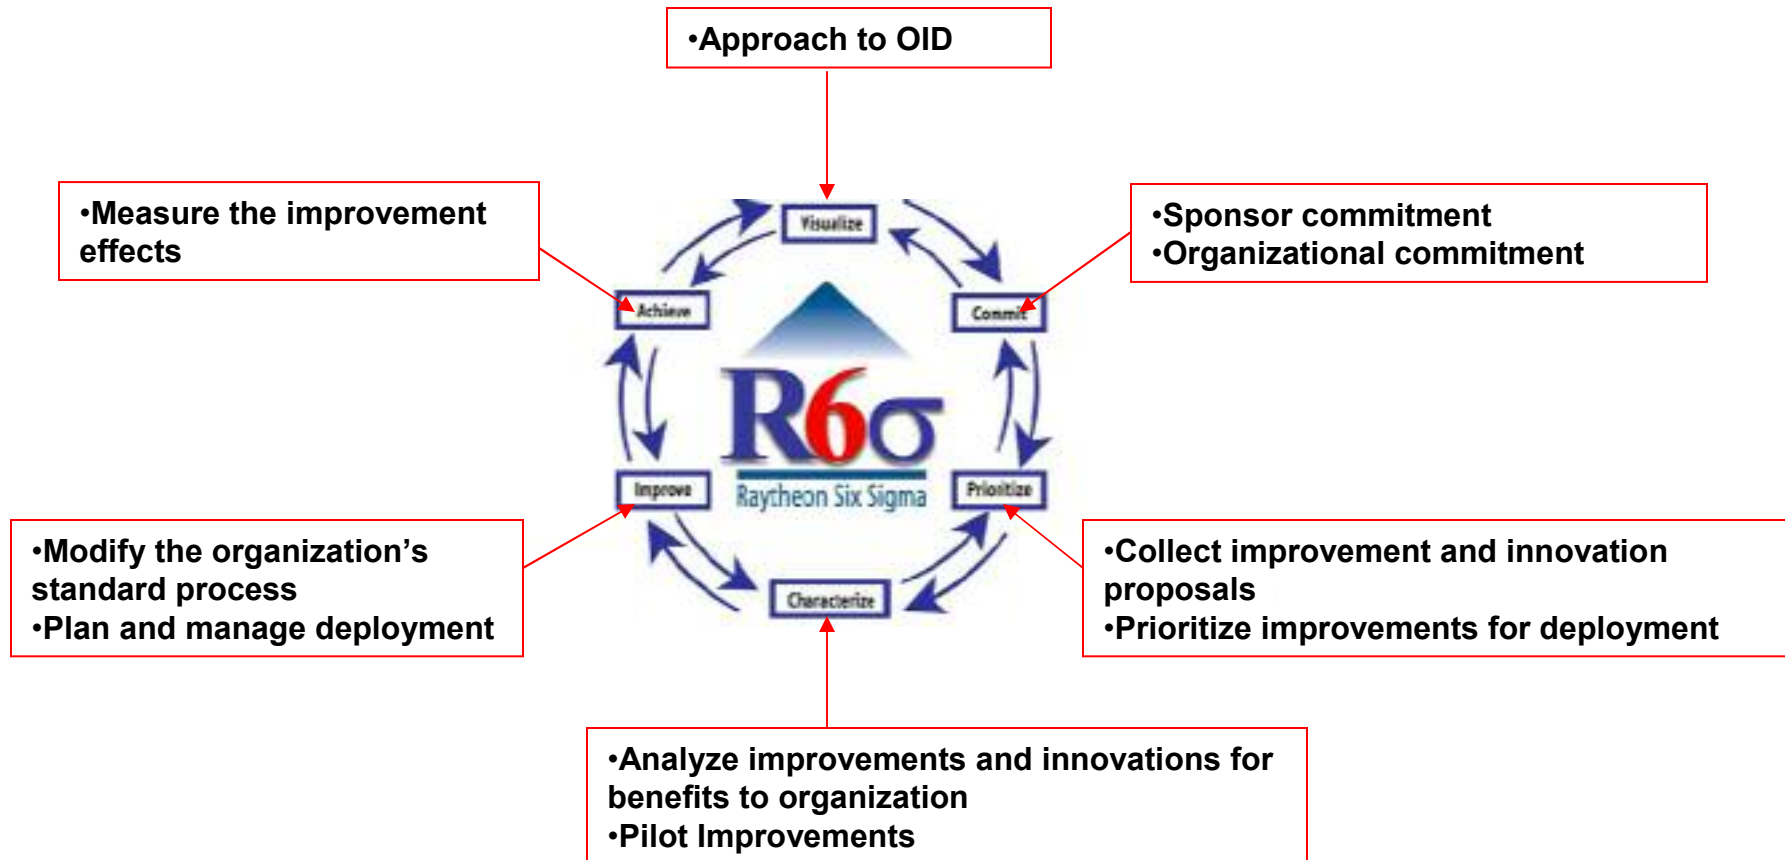 •Approach to OID
•Measure the improvement
effects
•Sponsor commitment
•Organizational commitment
Visualize
Achieve
Commit
R6σ
Raytheon Six Sigma
Improve
Prioritize
Characterize
•Modify the organization’s
standard process
•Plan and manage deployment
•Collect improvement and innovation
proposals
•Prioritize improvements for deployment
•Analyze improvements and innovations for
benefits to organization
•Pilot Improvements